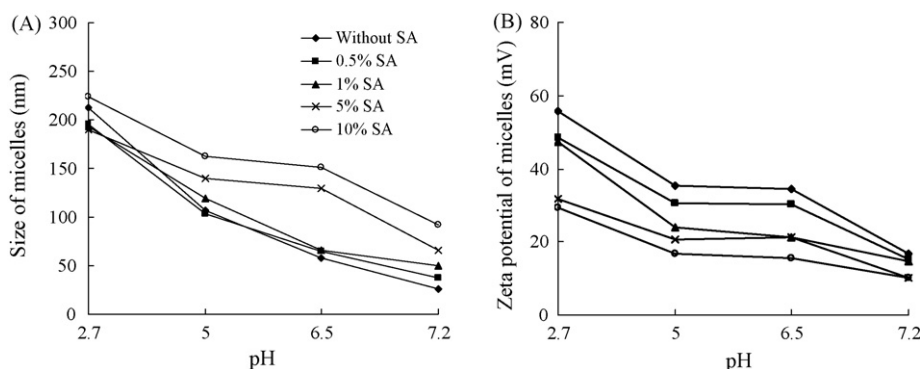 (A)
Size of micelles (nm)
300
250
200
150
100
50
0
2.7 5 6.5 7.2
pH
Without SA
0.5% SA
1% SA
5% SA
10% SA
(B)
Zeta potential of micelles (mV)
80
60
40
20
0
2.7 5 6.5 7.2
pH